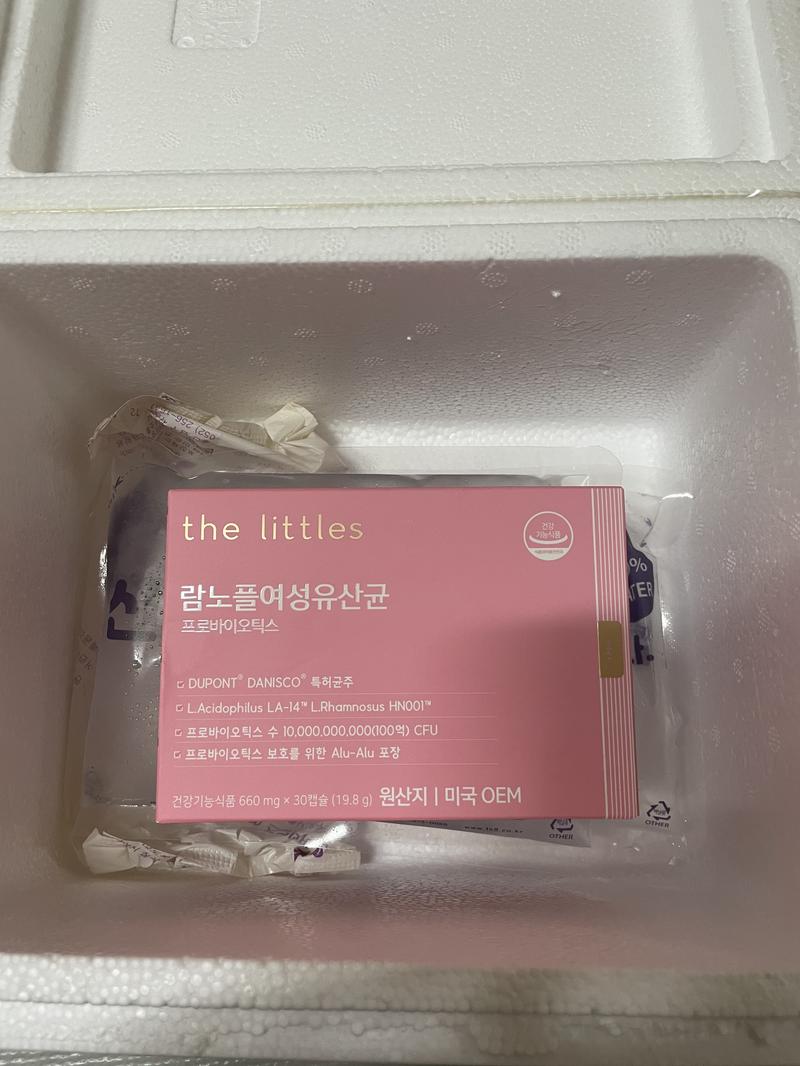 the littles
건강
기능식품
람노플여성유산균
프로바이오틱스
DUPONT® DANISCO® 특허균주
L.Acidophilus LA-14™ L.Rhamnosus HN001™
프로바이오틱스 수 10,000,000,000(100억) CFU
프로바이오틱스 보호를 위한 Alu-Alu 포장
건강기능식품 660 mg × 30캡슐 (19.8 g) 원산지 | 미국 OEM
OTHER
OTHER